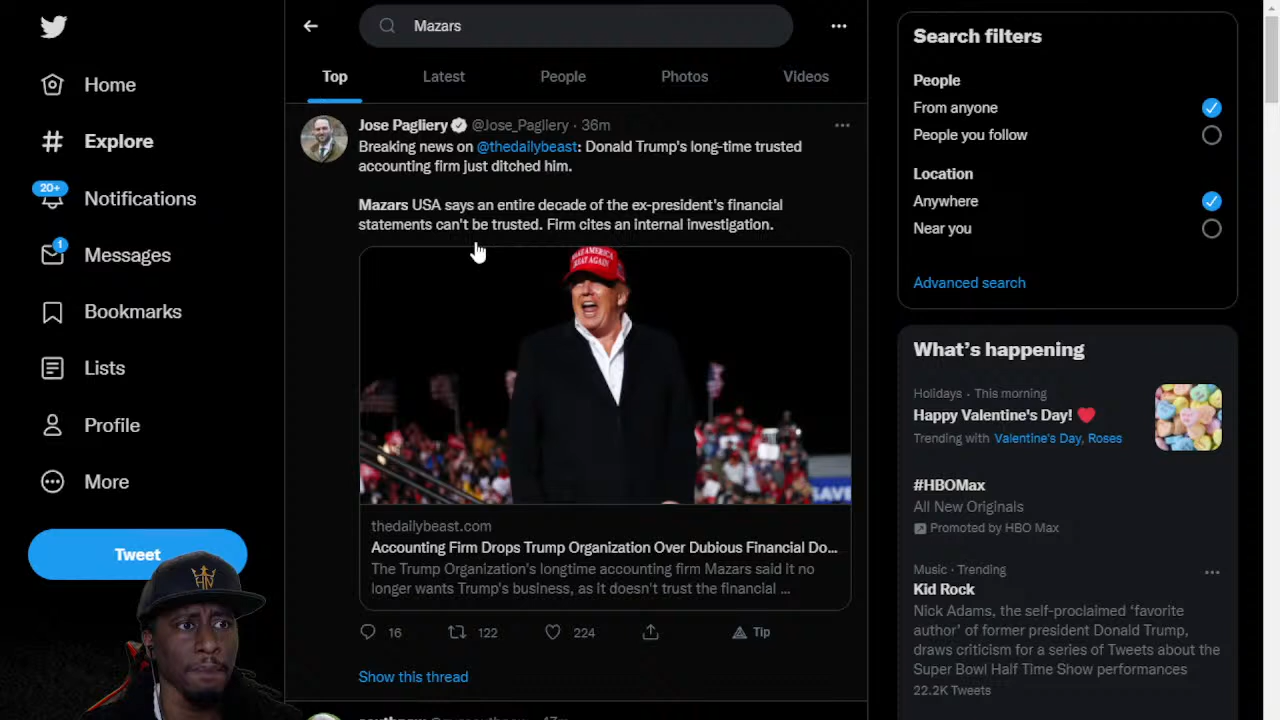 Mazars
Top
Latest
People
Photos
Videos
Home
Explore
20+
Notifications
1
Messages
Bookmarks
Lists
Profile
More
Tweet
Jose Pagliery @Jose_Pagliery · 36m
Breaking news on @thedailybeast: Donald Trump's long-time trusted
accounting firm just ditched him.
Mazars USA says an entire decade of the ex-president's financial
statements can't be trusted. Firm cites an internal investigation.
MAKE AMERICA
GREAT AGAIN
SAVE
thedailybeast.com
Accounting Firm Drops Trump Organization Over Dubious Financial Do...
The Trump Organization's longtime accounting firm Mazars said it no
longer wants Trump's business, as it doesn't trust the financial ...
16
122
224
Tip
Show this thread
Search filters
People
From anyone
People you follow
Location
Anywhere
Near you
Advanced search
What's happening
Holidays · This morning
Happy Valentine's Day!
Trending with Valentine's Day, Roses
#HBOMax
All New Originals
Promoted by HBO Max
Music · Trending
Kid Rock
Nick Adams, the self-proclaimed ‘favorite
author’ of former president Donald Trump,
draws criticism for a series of Tweets about the
Super Bowl Half Time Show performances
22.2K Tweets